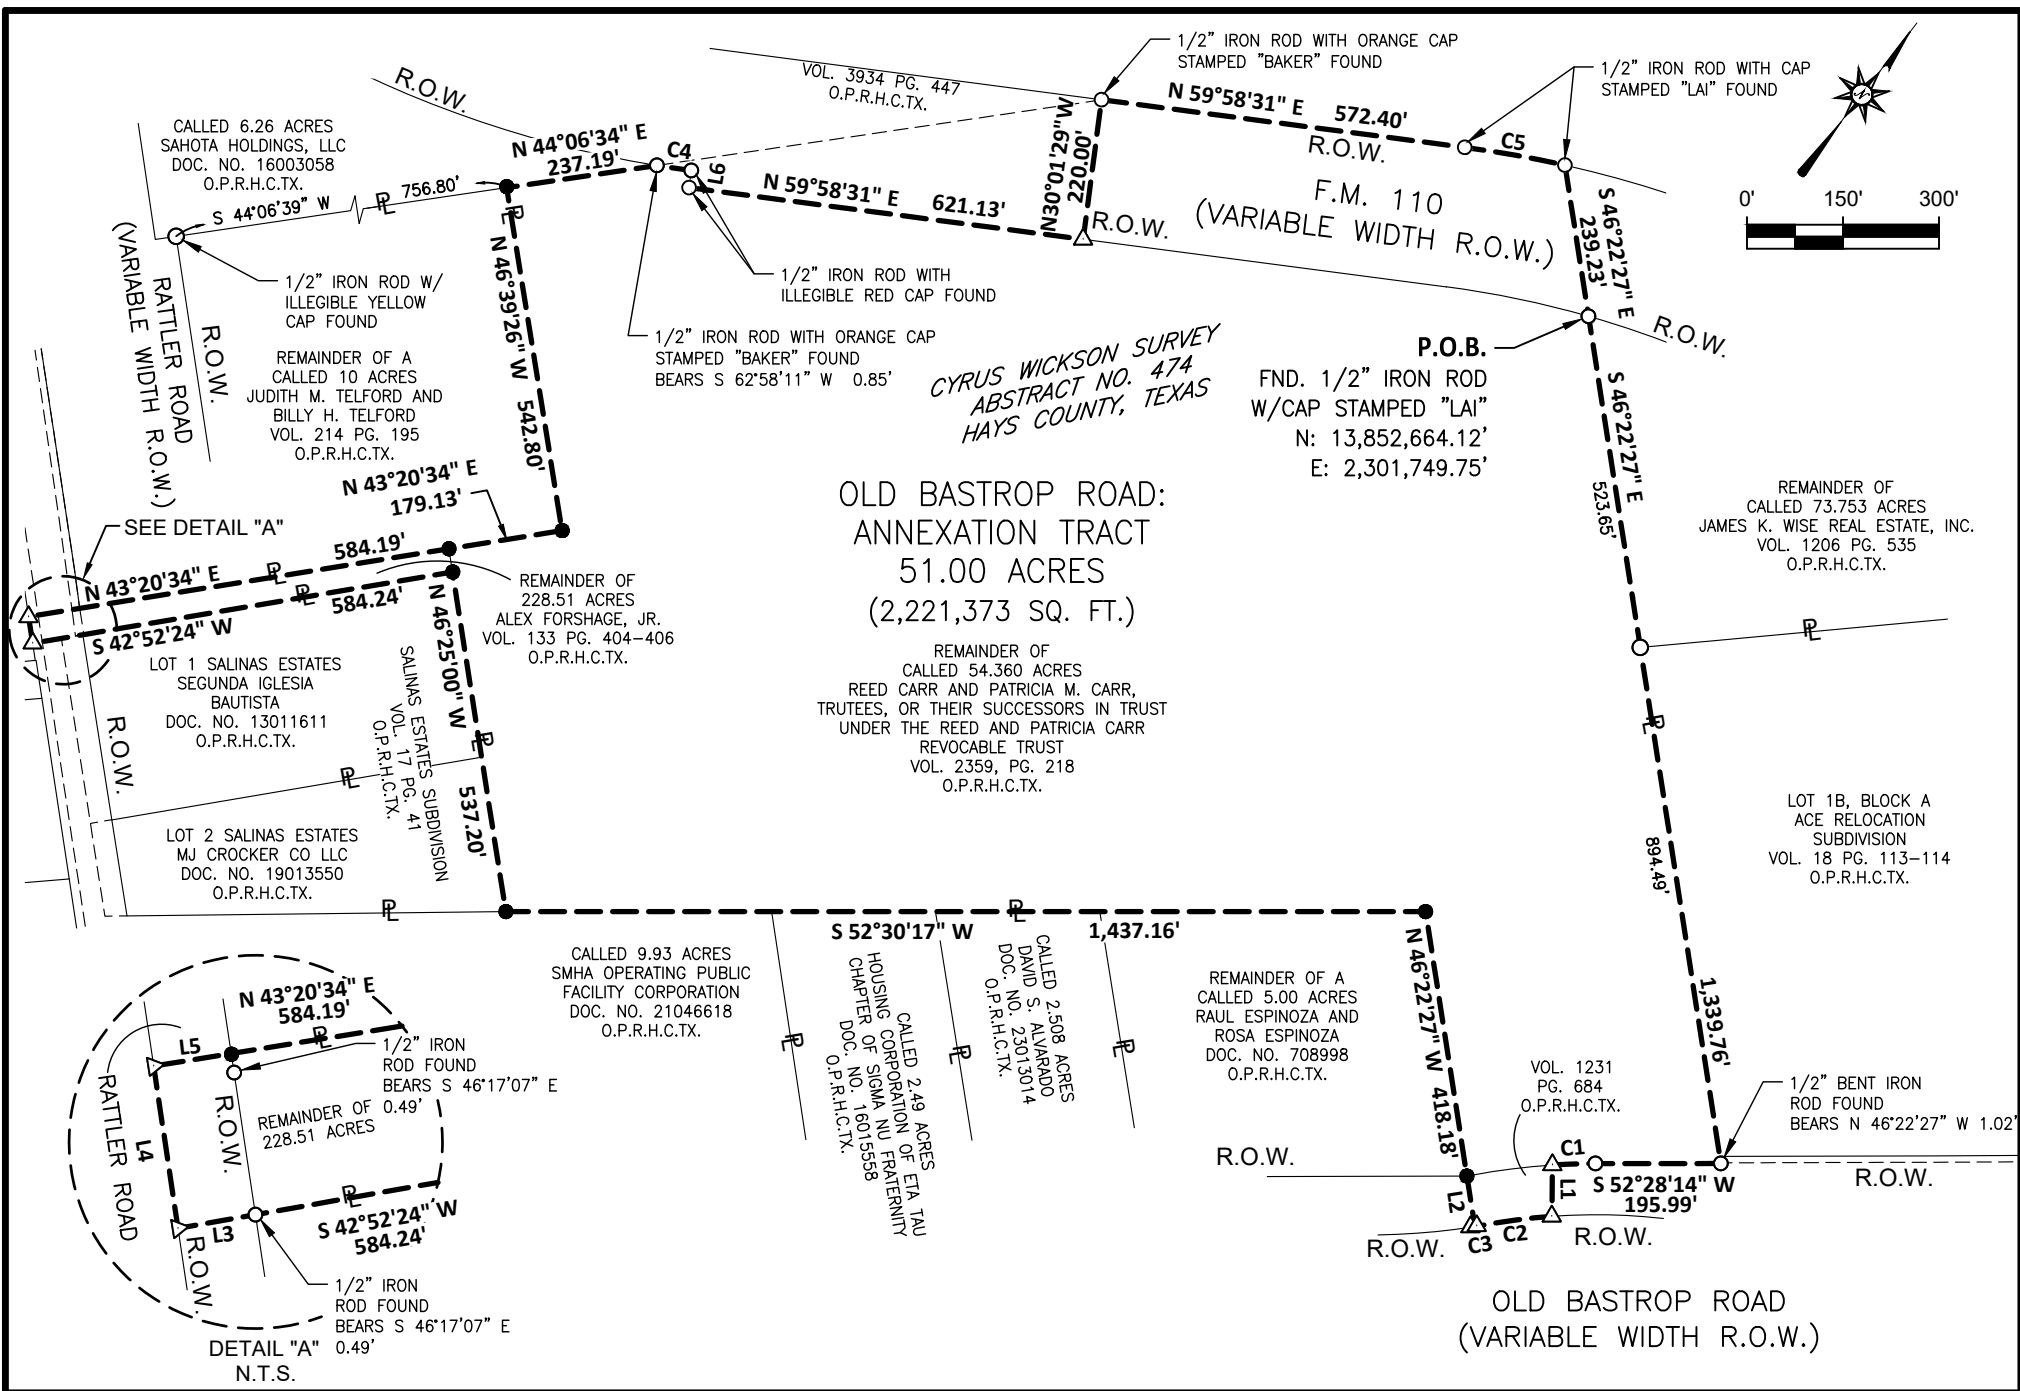 1/2" IRON ROD WITH ORANGE CAP
STAMPED "BAKER" FOUND
1/2" IRON ROD WITH CAP
STAMPED "LAI" FOUND
VOL. 3934 PG. 447
O.P.R.H.C.TX.
R.O.W.
CALLED 6.26 ACRES
SAHOTA HOLDINGS, LLC
DOC. NO. 16003058
O.P.R.H.C.TX.
N 44°06'34" E
237.19'
C4
L6
N 59°58'31" E 621.13'
N30°01'29"W
220.00'
N 59°58'31" E 572.40'
R.O.W.
C5
F.M. 110
(VARIABLE WIDTH R.O.W.)
R.O.W.
0' 150' 300'
N
S 44°06'39" W
756.80'
PL
PL
S 46°22'27" E
239.23'
R.O.W.
RATTLER ROAD
(VARIABLE WIDTH R.O.W.)
R.O.W.
1/2" IRON ROD W/
ILLEGIBLE YELLOW
CAP FOUND
N 46°39'26" W 542.80'
1/2" IRON ROD WITH
ILLEGIBLE RED CAP FOUND
1/2" IRON ROD WITH ORANGE CAP
STAMPED "BAKER" FOUND
BEARS S 62°58'11" W 0.85'
CYRUS WICKSON SURVEY
ABSTRACT NO. 474
HAYS COUNTY, TEXAS
P.O.B.
FND. 1/2" IRON ROD
W/CAP STAMPED "LAI"
N: 13,852,664.12'
E: 2,301,749.75'
REMAINDER OF A
CALLED 10 ACRES
JUDITH M. TELFORD AND
BILLY H. TELFORD
VOL. 214 PG. 195
O.P.R.H.C.TX.
N 43°20'34" E
179.13'
S 46°22'27" E
523.65'
REMAINDER OF
CALLED 73.753 ACRES
JAMES K. WISE REAL ESTATE, INC.
VOL. 1206 PG. 535
O.P.R.H.C.TX.
SEE DETAIL "A"
N 43°20'34" E 584.19'
PL
S 42°52'24" W 584.24'
PL
OLD BASTROP ROAD:
ANNEXATION TRACT
51.00 ACRES
(2,221,373 SQ. FT.)
REMAINDER OF
228.51 ACRES
ALEX FORSHAGE, JR.
VOL. 133 PG. 404-406
O.P.R.H.C.TX.
REMAINDER OF
CALLED 54.360 ACRES
REED CARR AND PATRICIA M. CARR,
TRUTEES, OR THEIR SUCCESSORS IN TRUST
UNDER THE REED AND PATRICIA CARR
REVOCABLE TRUST
VOL. 2359, PG. 218
O.P.R.H.C.TX.
PL
PL
LOT 1 SALINAS ESTATES
SEGUNDA IGLESIA
BAUTISTA
DOC. NO. 13011611
O.P.R.H.C.TX.
R.O.W.
PL
SALINAS ESTATES SUBDIVISION
VOL. 17 PG. 41
O.P.R.H.C.TX.
N 46°25'00" W 537.20'
PL
LOT 2 SALINAS ESTATES
MJ CROCKER CO LLC
DOC. NO. 19013550
O.P.R.H.C.TX.
PL
894.49'
1,339.76'
LOT 1B, BLOCK A
ACE RELOCATION
SUBDIVISION
VOL. 18 PG. 113-114
O.P.R.H.C.TX.
PL
S 52°30'17" W 1,437.16'
CALLED 9.93 ACRES
SMHA OPERATING PUBLIC
FACILITY CORPORATION
DOC. NO. 21046618
O.P.R.H.C.TX.
PL
CALLED 2.49 ACRES
HOUSING CORPORATION OF ETA TAU
CHAPTER OF SIGMA NU FRATERNITY
DOC. NO. 16015558
O.P.R.H.C.TX.
PL
CALLED 2.508 ACRES
DAVID S. ALVARADO
DOC. NO. 23013014
O.P.R.H.C.TX.
PL
REMAINDER OF A
CALLED 5.00 ACRES
RAUL ESPINOZA AND
ROSA ESPINOZA
DOC. NO. 708998
O.P.R.H.C.TX.
N 46°22'27" W 418.18'
VOL. 1231
PG. 684
O.P.R.H.C.TX.
1/2" BENT IRON
ROD FOUND
BEARS N 46°22'27" W 1.02'
R.O.W.
C1
S 52°28'14" W
195.99'
R.O.W.
L1
L2
C2
C3
R.O.W.
R.O.W.
OLD BASTROP ROAD
(VARIABLE WIDTH R.O.W.)
N 43°20'34" E
584.19'
PL
L5
1/2" IRON
ROD FOUND
BEARS S 46°17'07" E
0.49'
RATTLER ROAD
L4
R.O.W.
REMAINDER OF
228.51 ACRES
PL
S 42°52'24" W
584.24'
L3
R.O.W.
1/2" IRON
ROD FOUND
BEARS S 46°17'07" E
0.49'
DETAIL "A"
N.T.S.